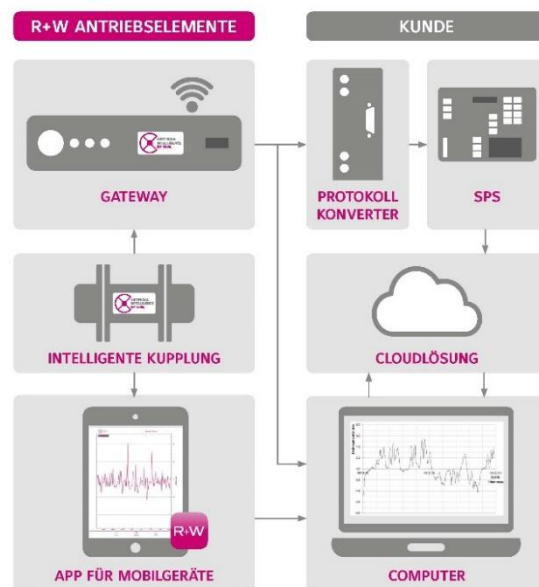 R+W ANTRIEBSELEMENTE
KUNDE
GATEWAY
PROTOKOLL
KONVERTER
SPS
INTELLIGENTE KUPPLUNG
CLOUDLÖSUNG
R+W
APP FÜR MOBILGERÄTE
COMPUTER